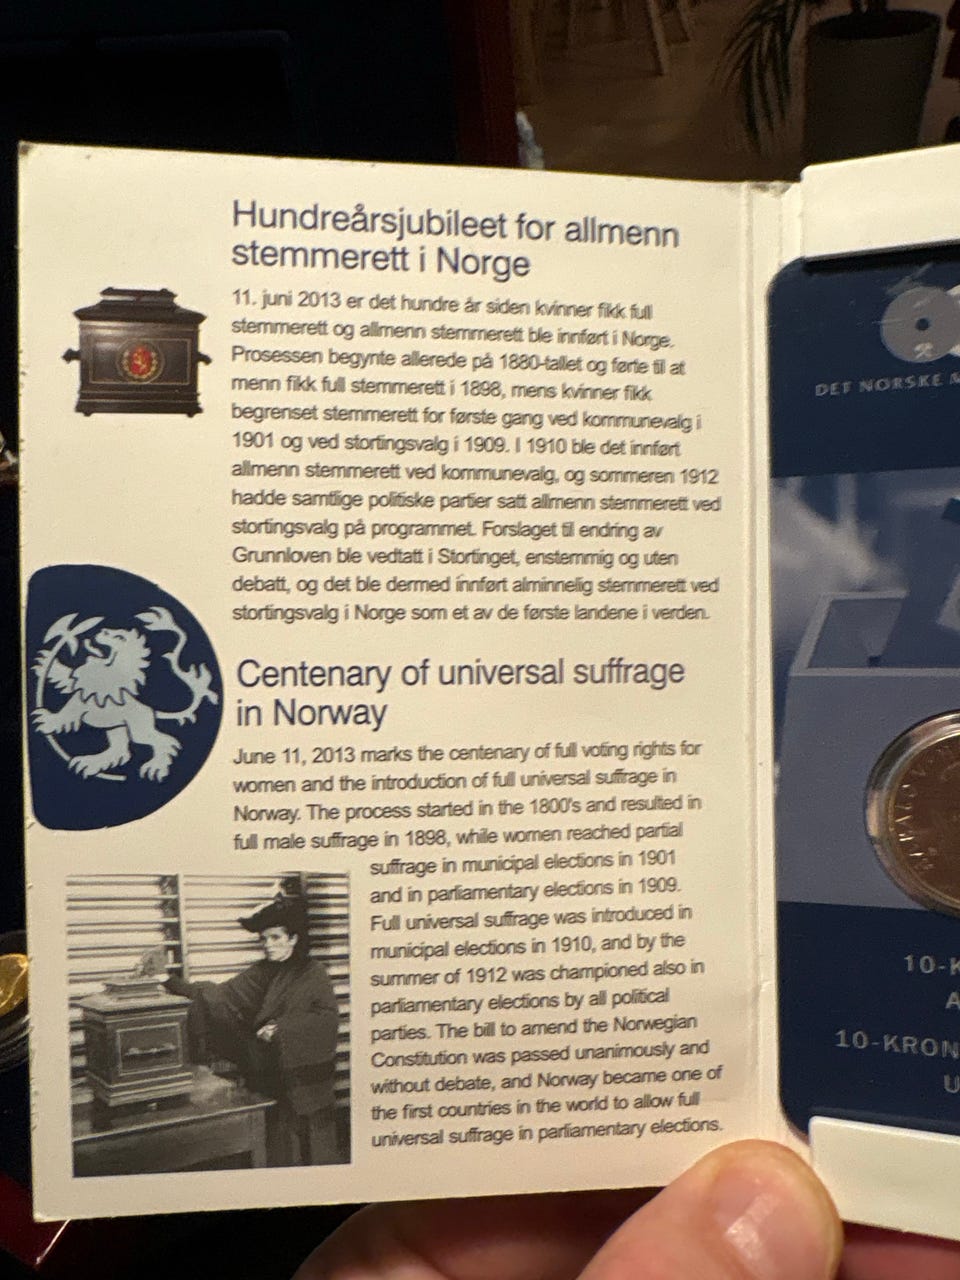 Hundreårsjubileet for allmenn
stemmerett i Norge
11. juni 2013 er det hundre år siden kvinner fikk full
stemmerett og allmenn stemmerett ble innført i Norge.
Prosessen begynte allerede på 1880-tallet og førte til at
menn fikk full stemmerett i 1898, mens kvinner fikk
begrenset stemmerett for første gang ved kommunevalg i
1901 og ved stortingsvalg i 1909. I 1910 ble det innført
allmenn stemmerett ved kommunevalg, og sommeren 1912
hadde samtlige politiske partier satt allmenn stemmerett ved
stortingsvalg på programmet. Forslaget til endring av
Grunnloven ble vedtatt i Stortinget, enstemmig og uten
debatt, og det ble dermed innført alminnelig stemmerett ved
stortingsvalg i Norge som et av de første landene i verden.
Centenary of universal suffrage
in Norway
June 11, 2013 marks the centenary of full voting rights for
women and the introduction of full universal suffrage in
Norway. The process started in the 1800's and resulted in
full male suffrage in 1898, while women reached partial
suffrage in municipal elections in 1901
and in parliamentary elections in 1909.
Full universal suffrage was introduced in
municipal elections in 1910, and by the
summer of 1912 was championed also in
parliamentary elections by all political
parties. The bill to amend the Norwegian
Constitution was passed unanimously and
without debate, and Norway became one of
the first countries in the world to allow full
universal suffrage in parliamentary elections.
DET NORSKE M
10-K
A
10-KRON
U